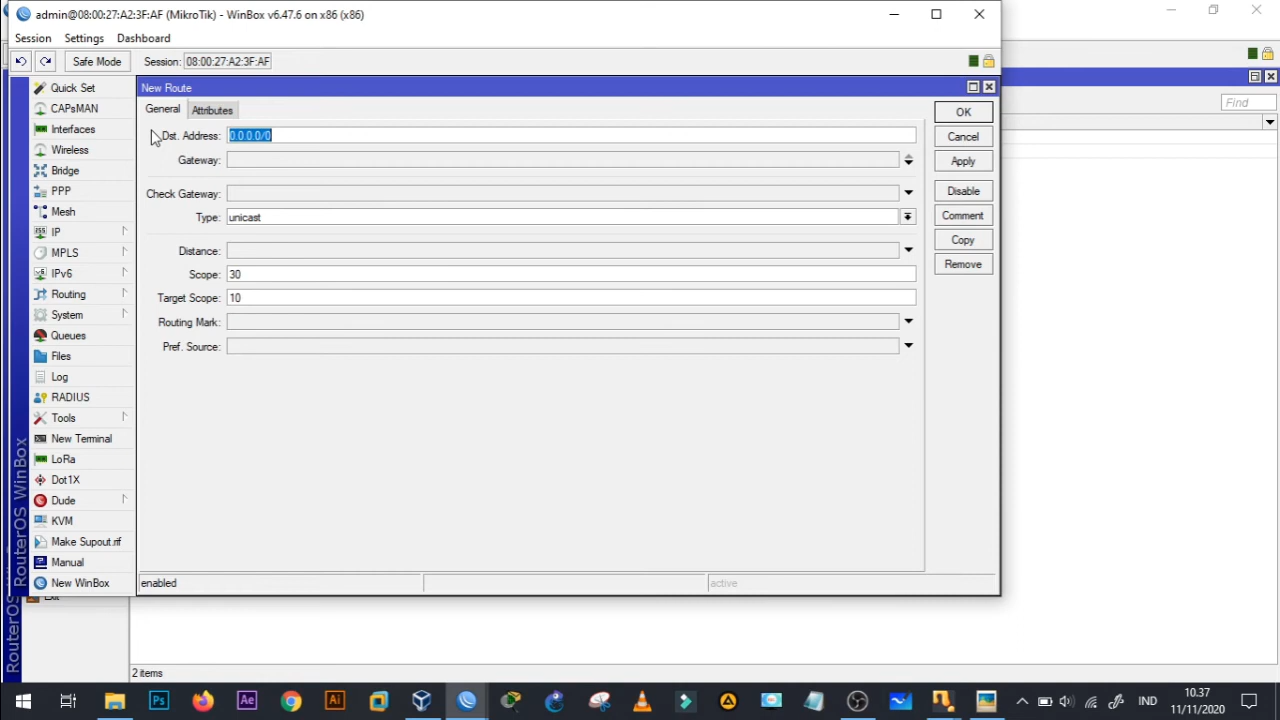 admin@08:00:27:A2:3F:AF (MikroTik) - WinBox v6.47.6 on x86 (x86)
Session Settings Dashboard
Safe Mode Session: 08:00:27:A2:3F:AF
Quick Set
CAPsMAN
Interfaces
Wireless
Bridge
PPP
Mesh
IP
MPLS
IPv6
Routing
System
Queues
Files
Log
RADIUS
Tools
New Terminal
LoRa
Dot1X
Dude
KVM
Make Supout.rif
Manual
New WinBox
Exit
RouterOS WinBox
New Route
General Attributes
Dst. Address: 0.0.0.0/0
Gateway:
Check Gateway:
Type: unicast
Distance:
Scope: 30
Target Scope: 10
Routing Mark:
Pref. Source:
OK
Cancel
Apply
Disable
Comment
Copy
Remove
enabled
active
Find
2 items
Ps
Ae
Ai
IND
10.37
11/11/2020